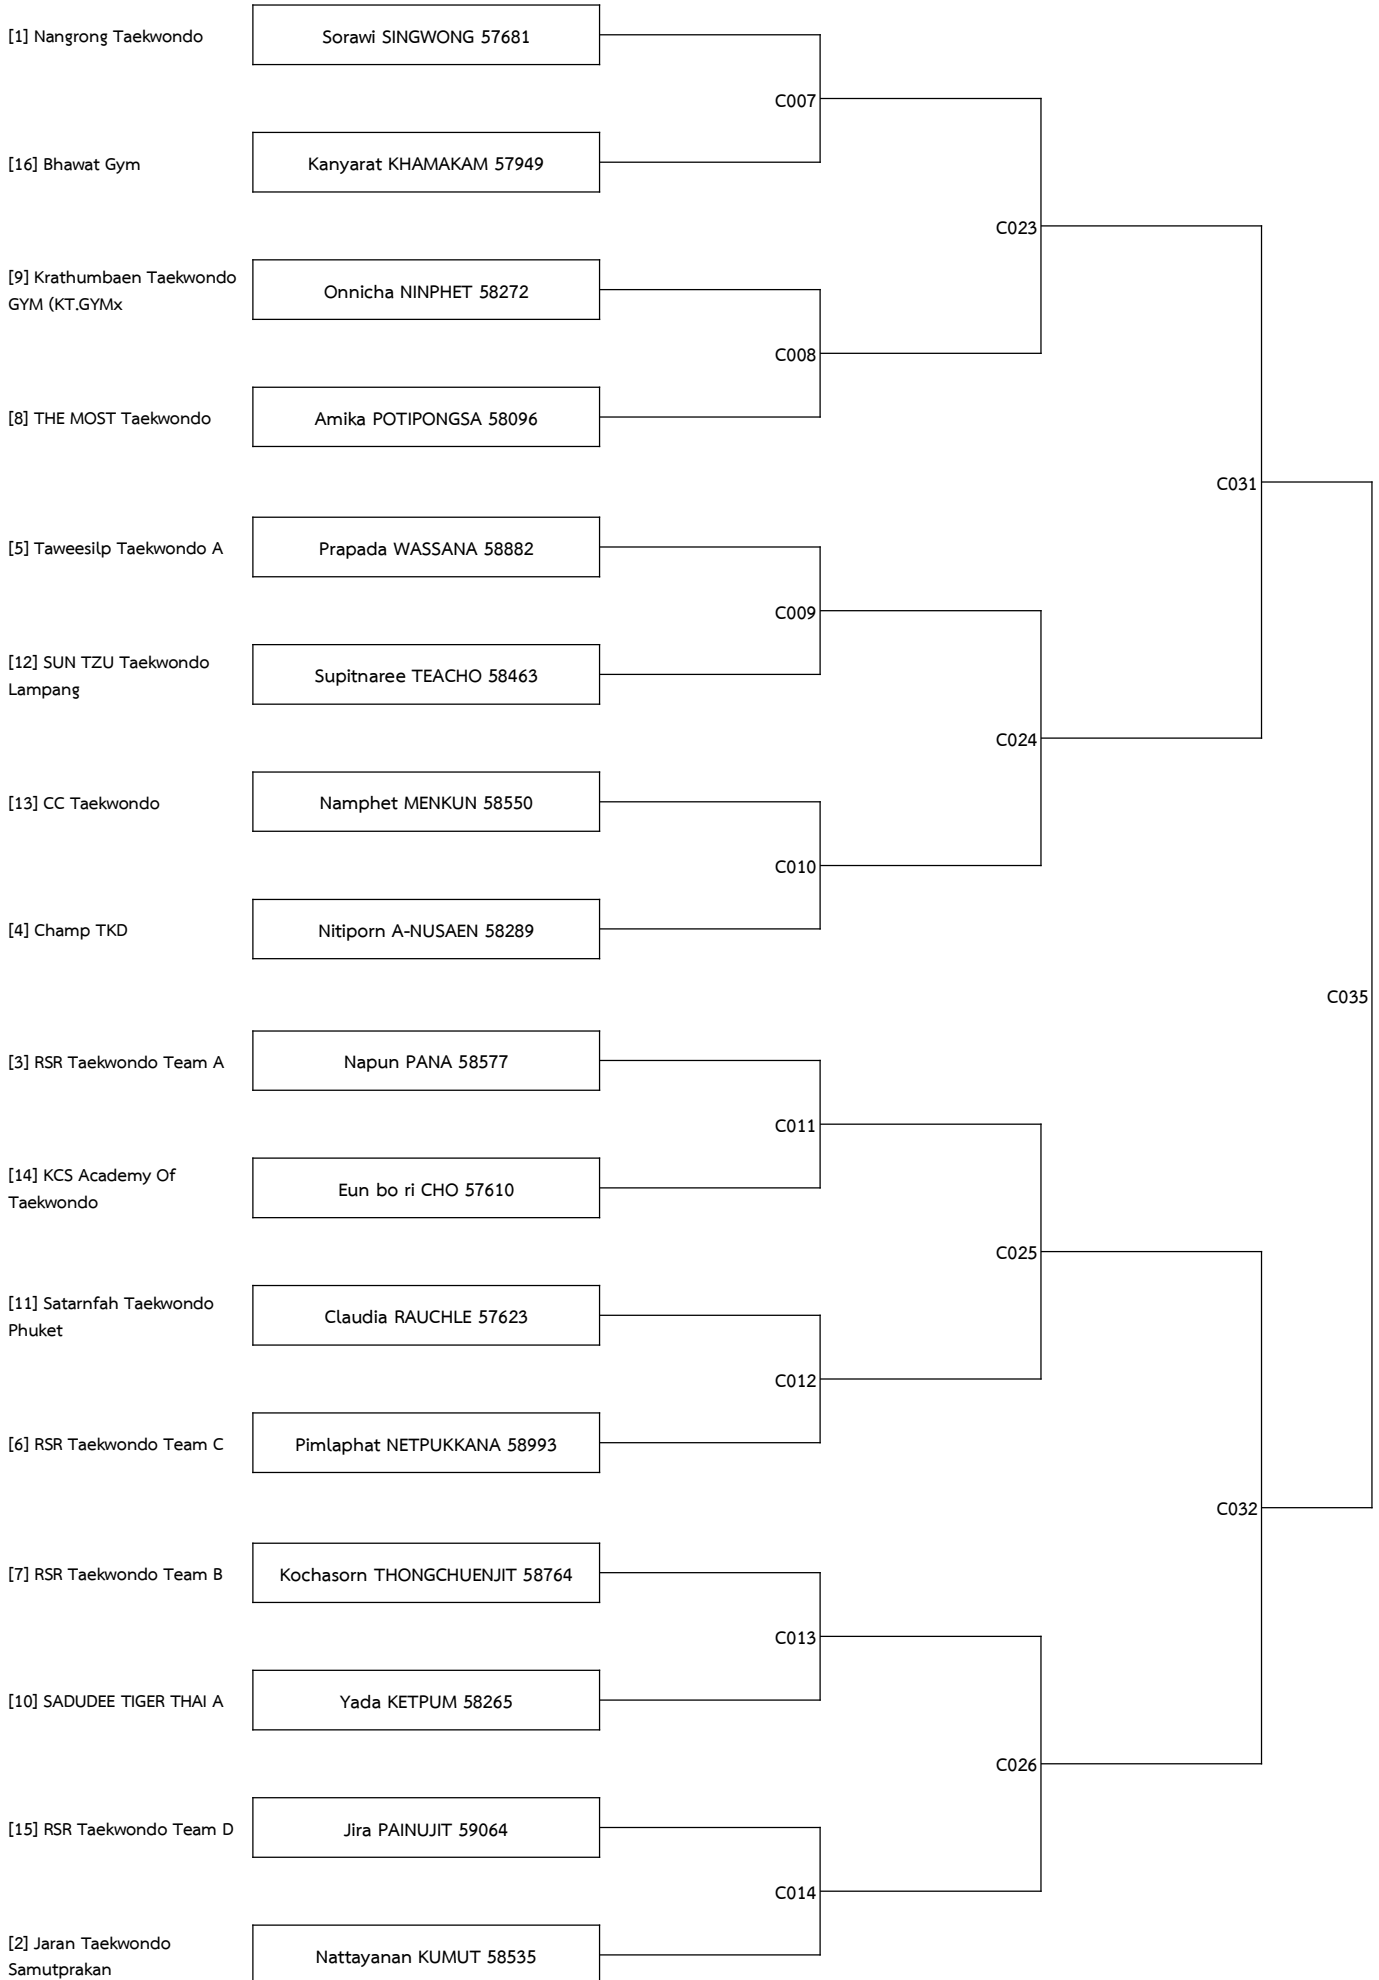 [1] Nangrong Taekwondo
Sorawi SINGWONG 57681
C007
[16] Bhawat Gym
Kanyarat KHAMAKAM 57949
C023
[9] Krathumbaen Taekwondo
GYM (KT.GYMx
Onnicha NINPHET 58272
C008
[8] THE MOST Taekwondo
Amika POTIPONGSA 58096
C031
[5] Taweesilp Taekwondo A
Prapada WASSANA 58882
C009
[12] SUN TZU Taekwondo
Lampang
Supitnaree TEACHO 58463
C024
[13] CC Taekwondo
Namphet MENKUN 58550
C010
[4] Champ TKD
Nitiporn A-NUSAEN 58289
C035
[3] RSR Taekwondo Team A
Napun PANA 58577
C011
[14] KCS Academy Of
Taekwondo
Eun bo ri CHO 57610
C025
[11] Satarnfah Taekwondo
Phuket
Claudia RAUCHLE 57623
C012
[6] RSR Taekwondo Team C
Pimlaphat NETPUKKANA 58993
C032
[7] RSR Taekwondo Team B
Kochasorn THONGCHUENJIT 58764
C013
[10] SADUDEE TIGER THAI A
Yada KETPUM 58265
C026
[15] RSR Taekwondo Team D
Jira PAINUJIT 59064
C014
[2] Jaran Taekwondo
Samutprakan
Nattayanan KUMUT 58535